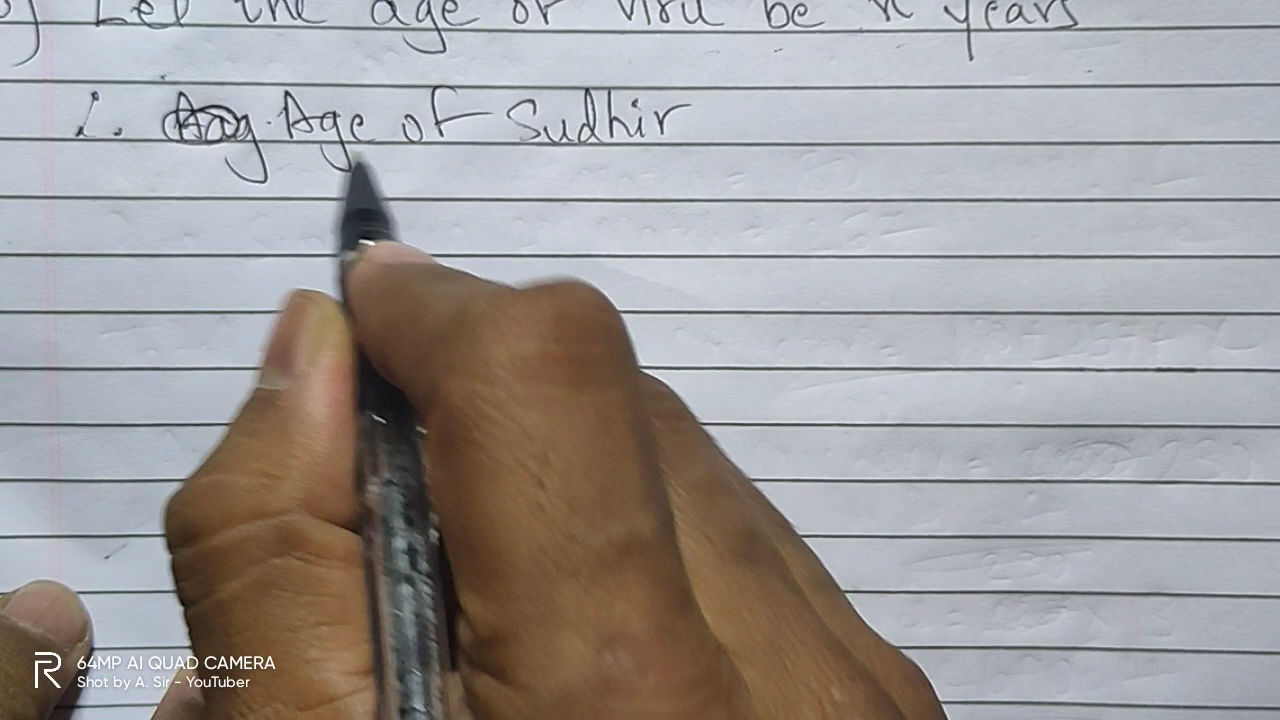 Let the age of Viru be x years
∴ Age of Sudhir
64MP AI QUAD CAMERA
Shot by A. Sir - YouTuber